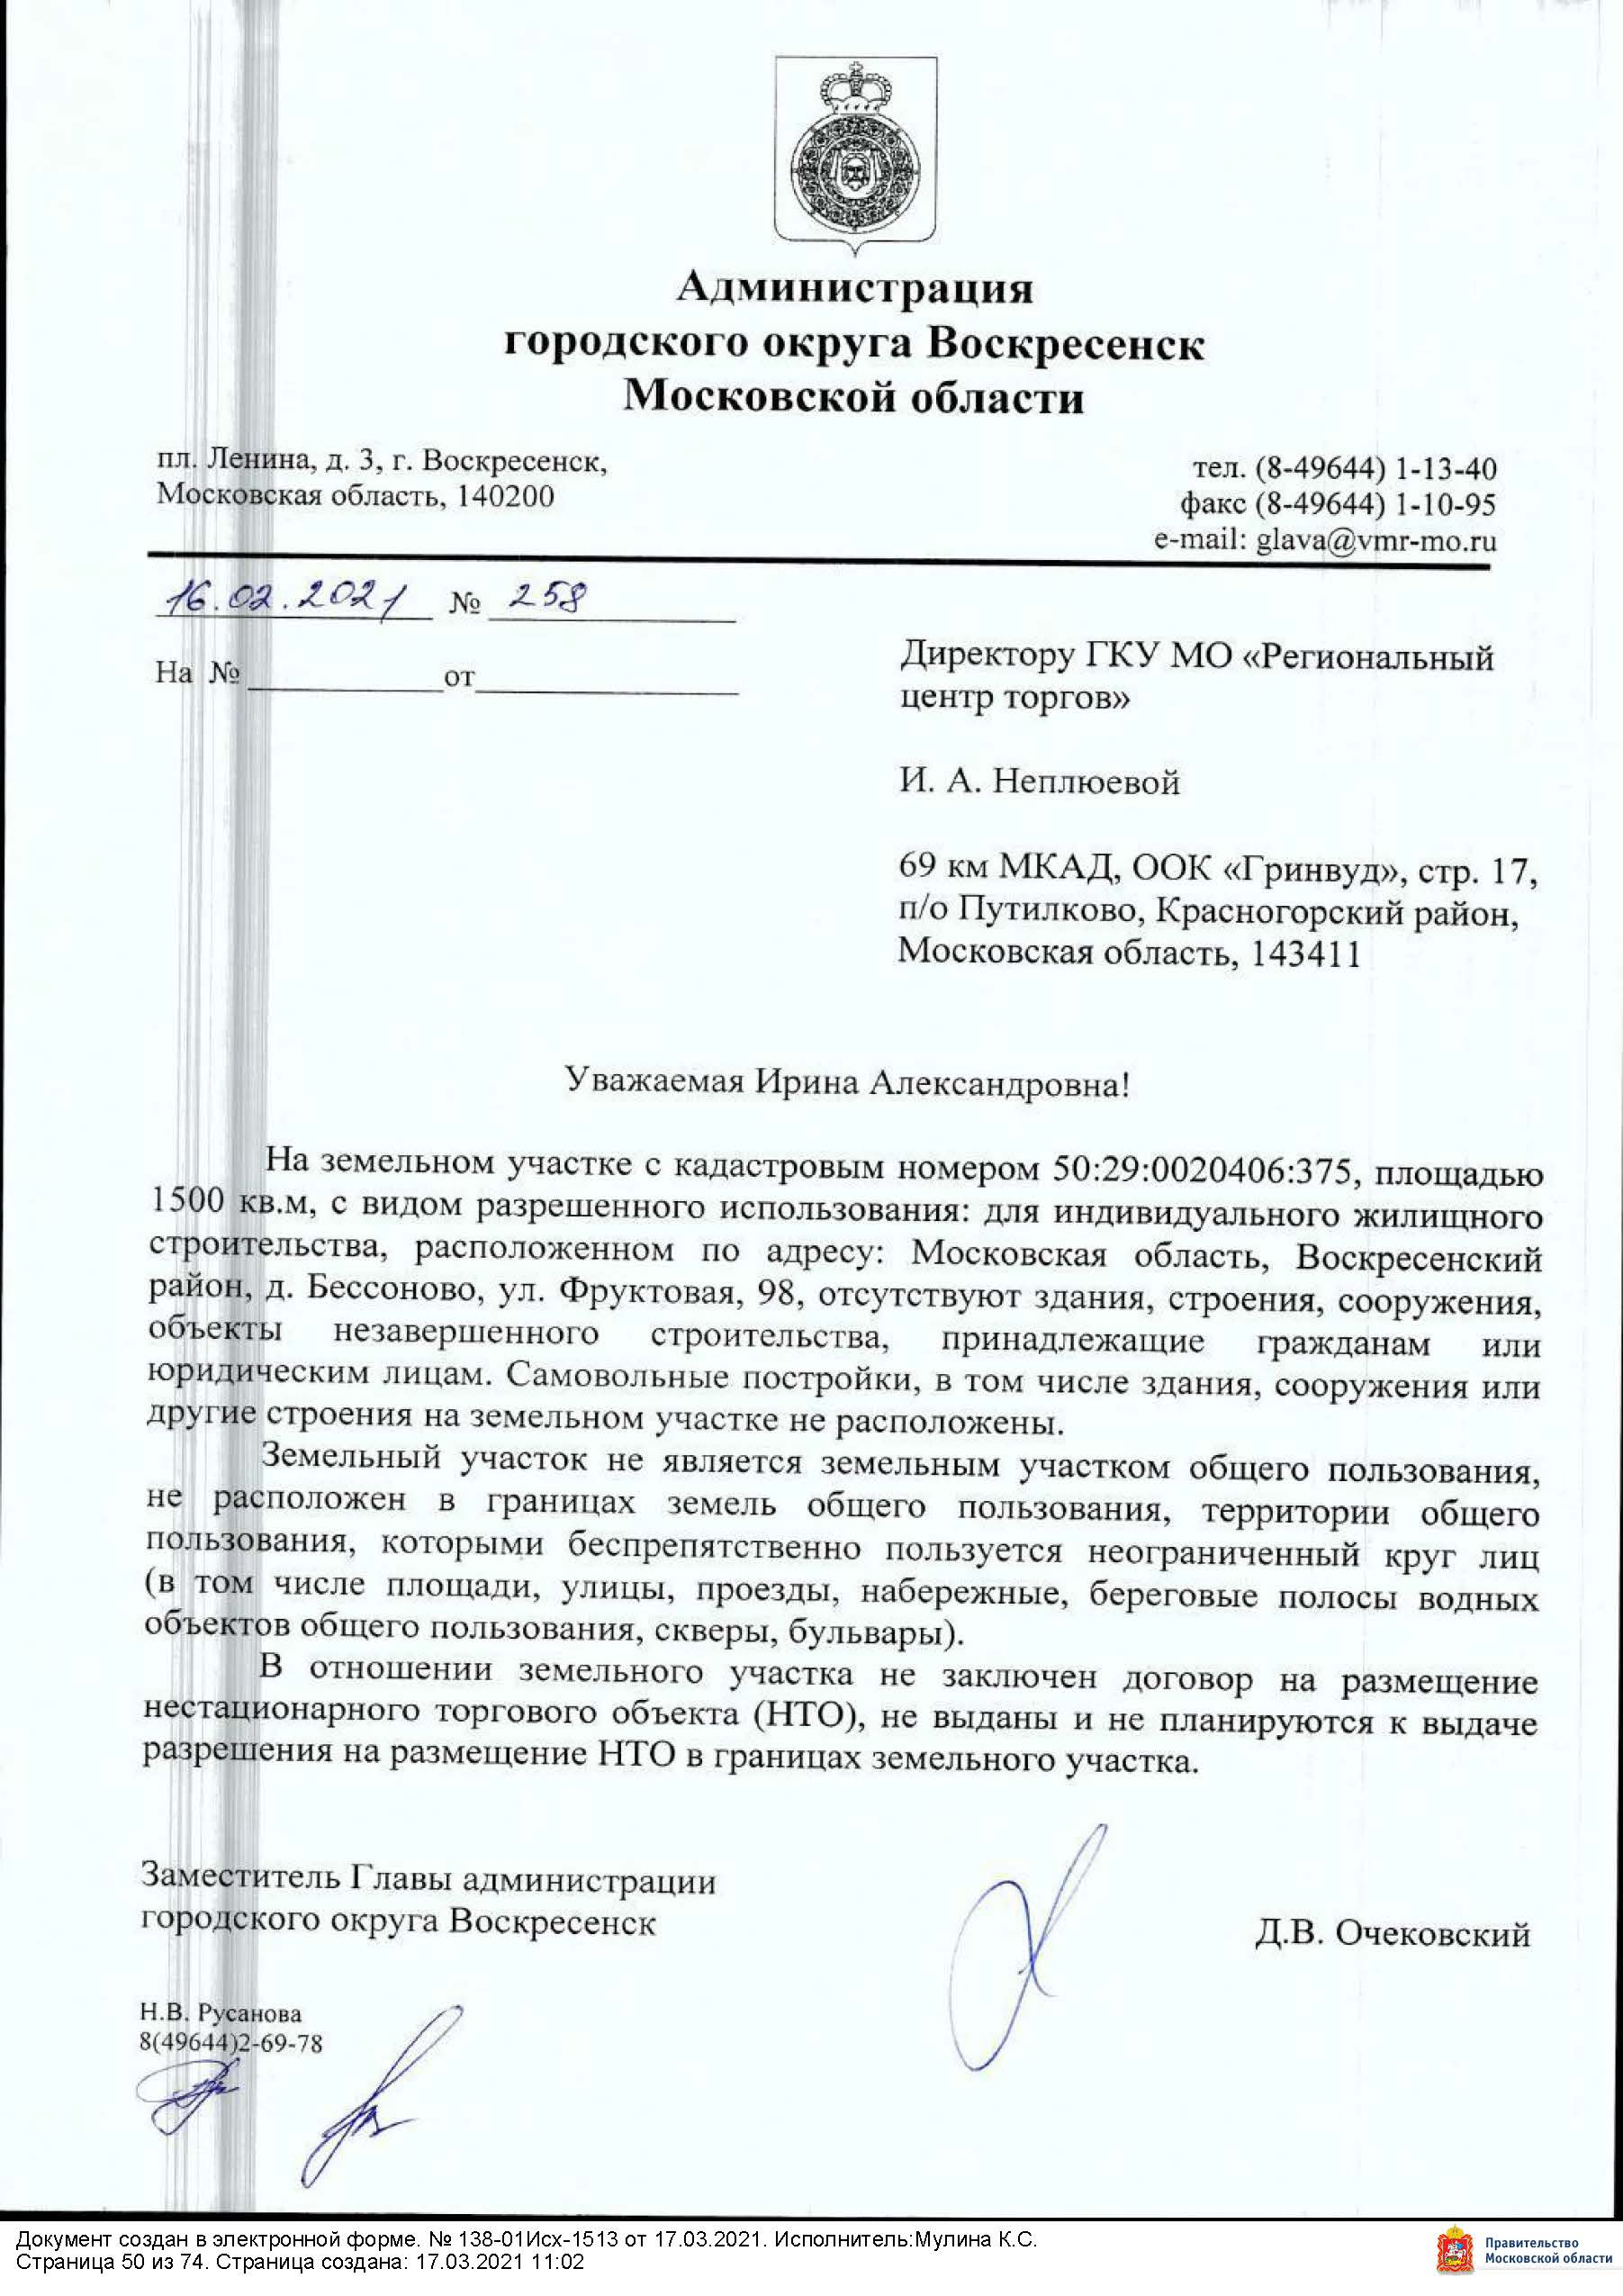 Администрация
городского округа Воскресенск
Московской области
пл. Ленина, д. 3, г. Воскресенск,
Московская область, 140200
тел. (8-49644) 1-13-40
факс (8-49644) 1-10-95
e-mail: glava@vmr-mo.ru
16.02.2021 № 258
На № ____________ от ________________
Директору ГКУ МО «Региональный
центр торгов»
И. А. Неплюевой
69 км МКАД, ООК «Гринвуд», стр. 17,
п/о Путилково, Красногорский район,
Московская область, 143411
Уважаемая Ирина Александровна!
На земельном участке с кадастровым номером 50:29:0020406:375, площадью
1500 кв.м, с видом разрешенного использования: для индивидуального жилищного
строительства, расположенном по адресу: Московская область, Воскресенский
район, д. Бессоново, ул. Фруктовая, 98, отсутствуют здания, строения, сооружения,
объекты незавершенного строительства, принадлежащие гражданам или
юридическим лицам. Самовольные постройки, в том числе здания, сооружения или
другие строения на земельном участке не расположены.
Земельный участок не является земельным участком общего пользования,
не расположен в границах земель общего пользования, территории общего
пользования, которыми беспрепятственно пользуется неограниченный круг лиц
(в том числе площади, улицы, проезды, набережные, береговые полосы водных
объектов общего пользования, скверы, бульвары).
В отношении земельного участка не заключен договор на размещение
нестационарного торгового объекта (НТО), не выданы и не планируются к выдаче
разрешения на размещение НТО в границах земельного участка.
Заместитель Главы администрации
городского округа Воскресенск
Д.В. Очековский
Н.В. Русанова
8(49644)2-69-78
Документ создан в электронной форме. № 138-01Исх-1513 от 17.03.2021. Исполнитель:Мулина К.С.
Страница 50 из 74. Страница создана: 17.03.2021 11:02
Правительство
Московской области